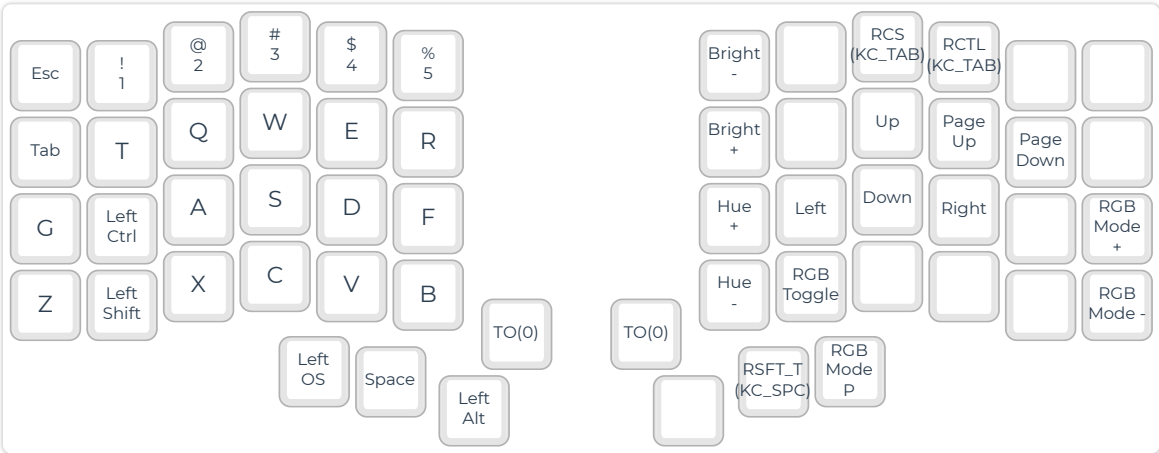 Esc
!
1
@
2
#
3
$
4
%
5
Bright
-
RCS
(KC_TAB)
RCTL
(KC_TAB)
Tab
T
Q
W
E
R
Bright
+
Up
Page
Up
Page
Down
G
Left
Ctrl
A
S
D
F
Hue
+
Left
Down
Right
RGB
Mode
+
Z
Left
Shift
X
C
V
B
Hue
-
RGB
Toggle
RGB
Mode -
TO(0)
TO(0)
Left
OS
Space
Left
Alt
RSFT_T
(KC_SPC)
RGB
Mode
P